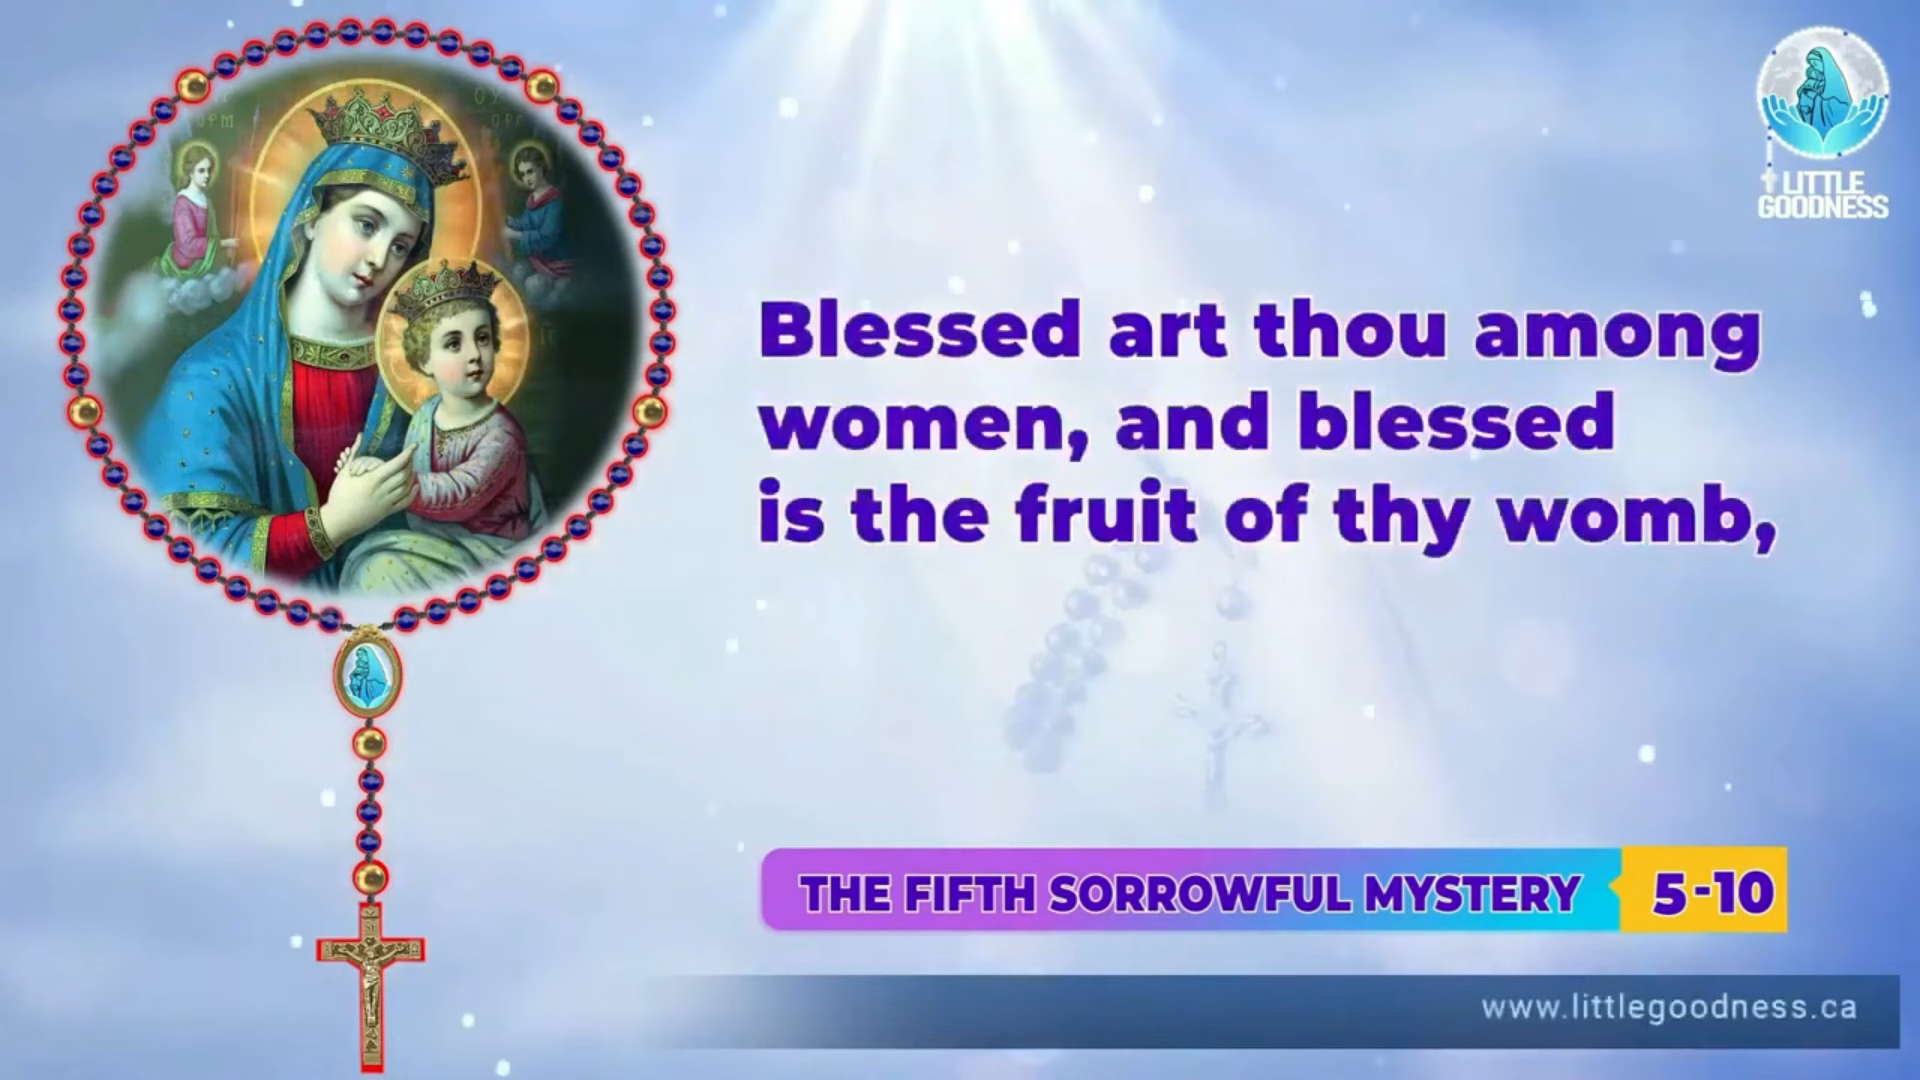 LITTLE
GOODNESS
Blessed art thou among
women, and blessed
is the fruit of thy womb,
THE FIFTH SORROWFUL MYSTERY 5-10
www.littlegoodness.ca